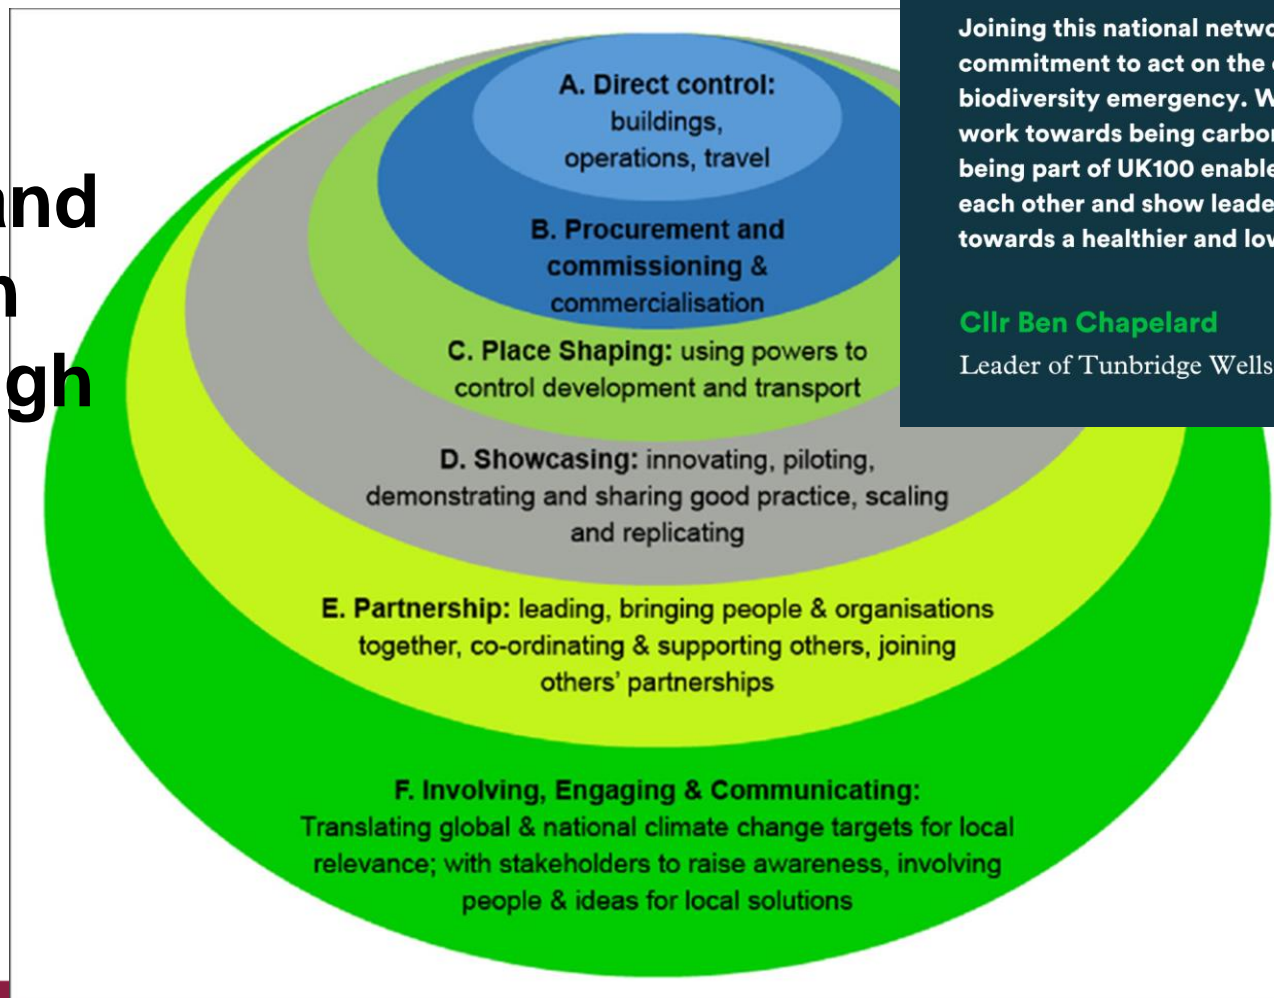 and
n
gh
A. Direct control:
buildings,
operations, travel
B. Procurement and
commissioning &
commercialisation
C. Place Shaping: using powers to
control development and transport
D. Showcasing: innovating, piloting,
demonstrating and sharing good practice, scaling
and replicating
E. Partnership: leading, bringing people & organisations
together, co-ordinating & supporting others, joining
others’ partnerships
F. Involving, Engaging & Communicating:
Translating global & national climate change targets for local
relevance; with stakeholders to raise awareness, involving
people & ideas for local solutions
Joining this national netwo
commitment to act on the
biodiversity emergency. W
work towards being carbon
being part of UK100 enable
each other and show leade
towards a healthier and low
Cllr Ben Chapelard
Leader of Tunbridge Wells